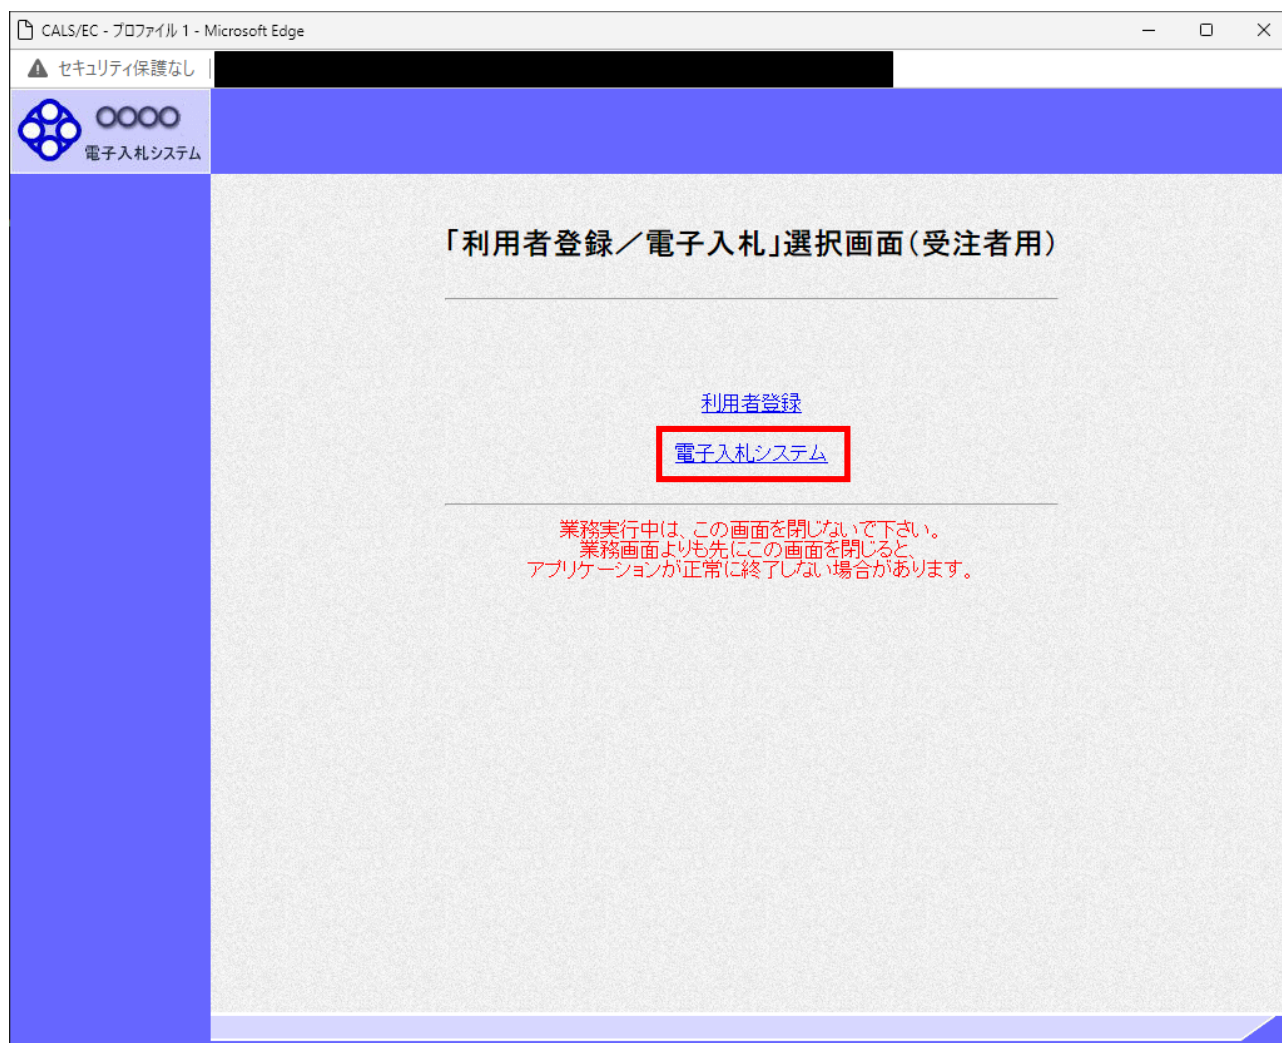 CALS/EC - プロファイル 1 - Microsoft Edge
セキュリティ保護なし
○○○○
電子入札システム
「利用者登録／電子入札」選択画面(受注者用)
利用者登録
電子入札システム
業務実行中は、この画面を閉じないで下さい。
業務画面よりも先にこの画面を閉じると、
アプリケーションが正常に終了しない場合があります。